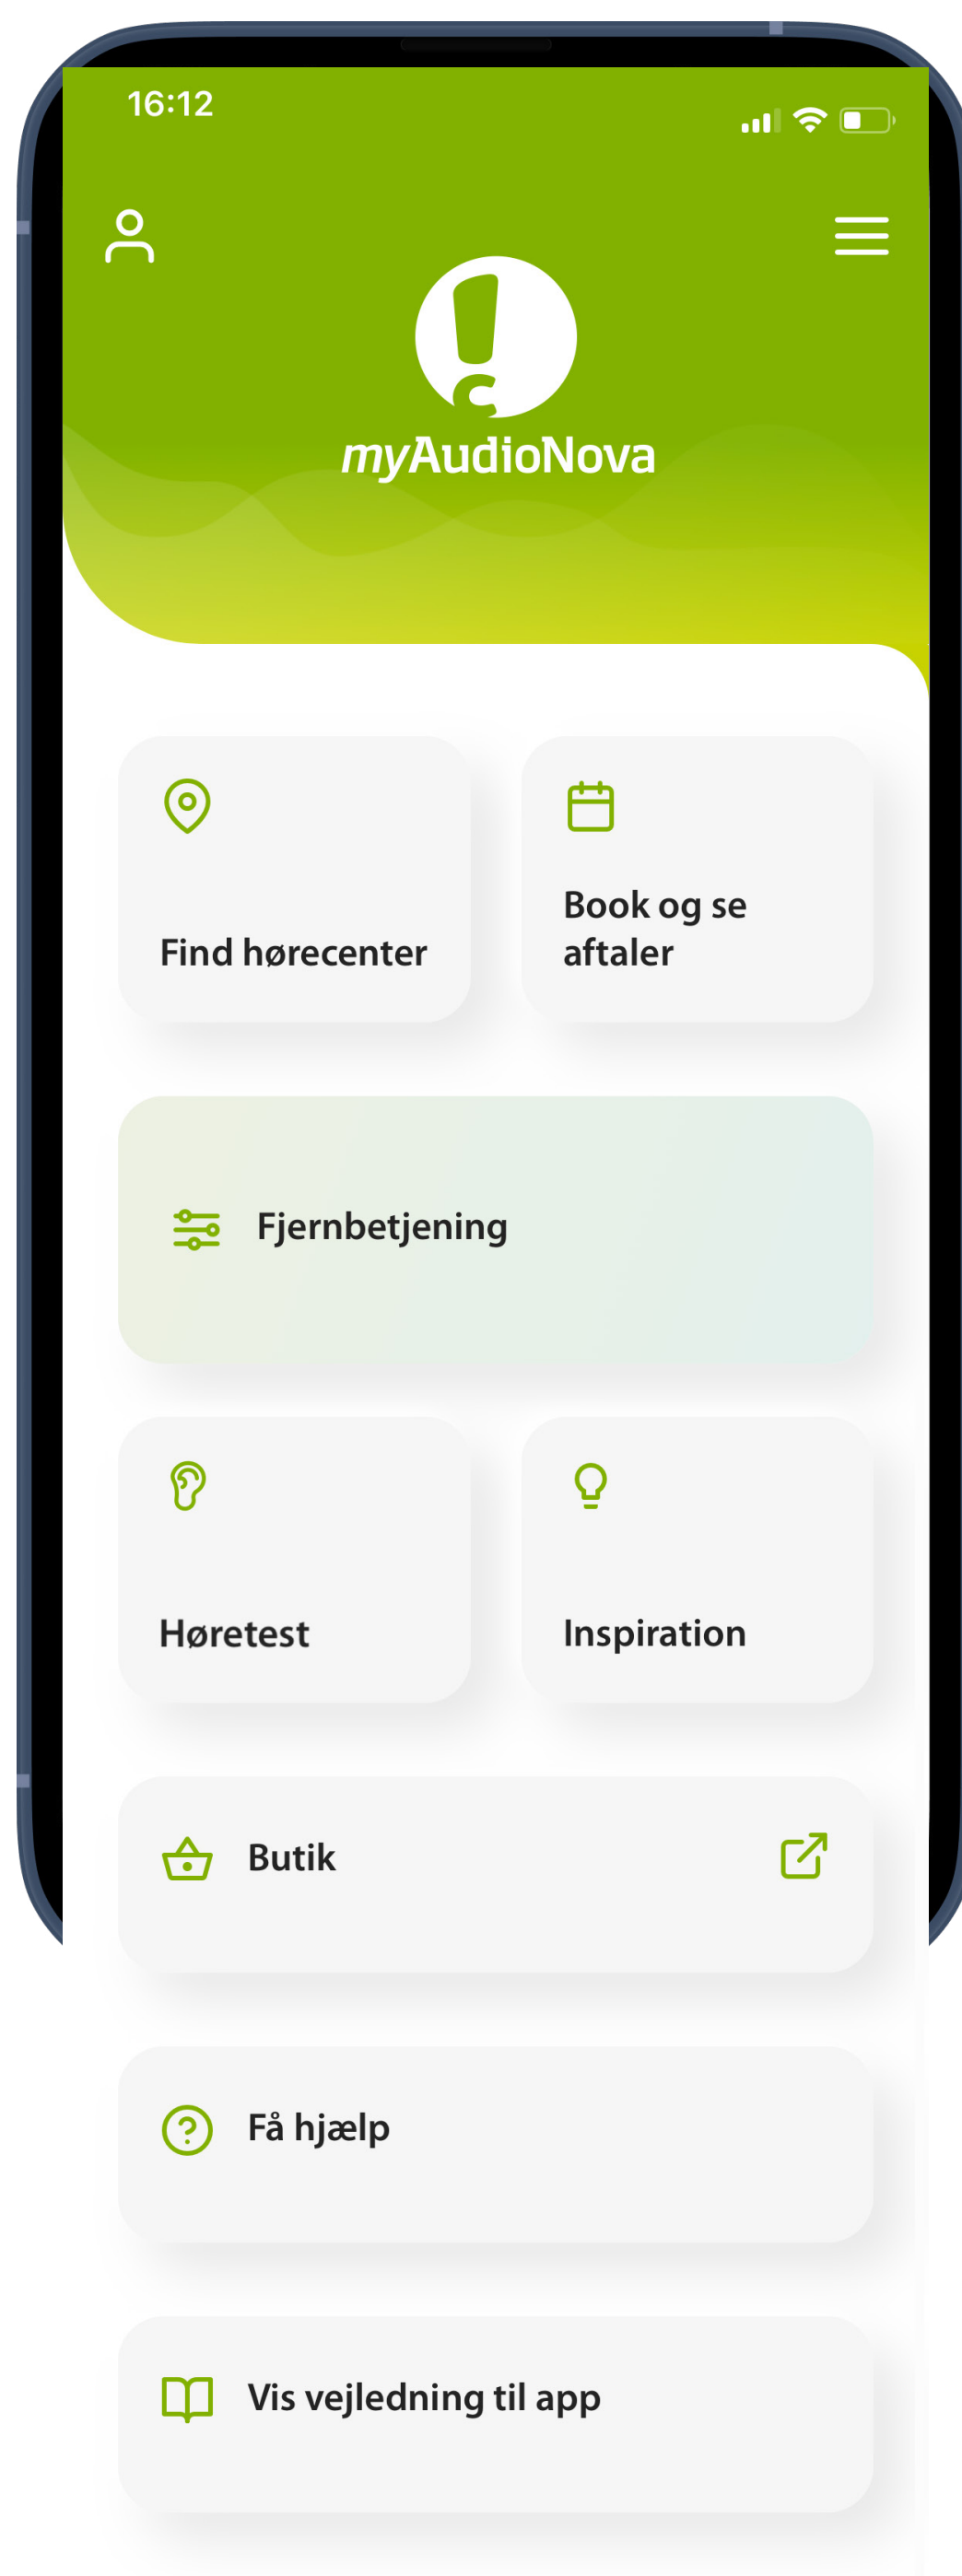 16:12
myAudioNova
Find hørecenter
Book og se
aftaler
Fjernbetjening
Høretest
Inspiration
Butik
Få hjælp
Vis vejledning til app